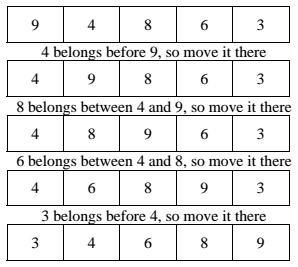 9 4 8 6 3
4 belongs before 9, so move it there
4 9 8 6 3
8 belongs between 4 and 9, so move it there
4 8 9 6 3
6 belongs between 4 and 8, so move it there
4 6 8 9 3
3 belongs before 4, so move it there
3 4 6 8 9